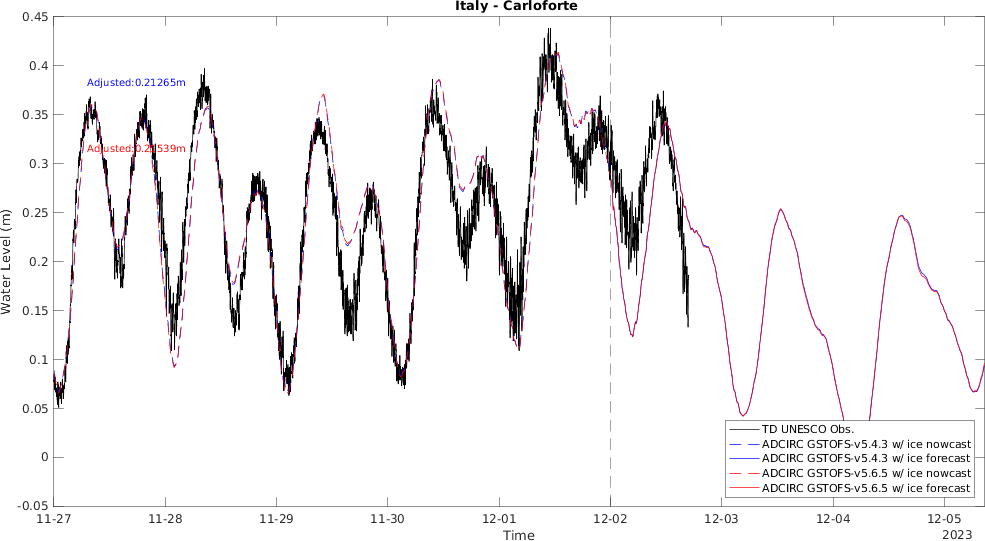 Italy - Carloforte
Water Level (m)
0.45
0.4
0.35
0.3
0.25
0.2
0.15
0.1
0.05
0
-0.05
Adjusted:0.21265m
TD UNESCO Obs.
ADCIRC GSTOFS-v5.4.3 w/ ice nowcast
ADCIRC GSTOFS-v5.4.3 w/ ice forecast
ADCIRC GSTOFS-v5.6.5 w/ ice nowcast
ADCIRC GSTOFS-v5.6.5 w/ ice forecast
11-27 11-28 11-29 11-30 12-01 12-02 12-03 12-04 12-05
Time
2023